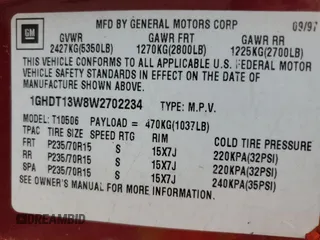 GM
MFD BY GENERAL MOTORS CORP 09/97
GVWR GAWR FRT GAWR RR
2427KG(5350LB) 1270KG(2800LB) 1225KG(2700LB)
THIS VEHICLE CONFORMS TO ALL APPLICABLE U.S. FEDERAL MOTOR
VEHICLE SAFETY STANDARDS IN EFFECT ON THE DATE OF
MANUFACTURE SHOWN ABOVE.
1GHDT13W8W2702234 TYPE: M.P.V.
MODEL: T10506 PAYLOAD = 470KG(1037LB)
TPAC TIRE SIZE SPEED RTG RIM COLD TIRE PRESSURE
FRT P235/70R15 S 15X7J 220KPA(32PSI)
RR P235/70R15 S 15X7J 220KPA(32PSI)
SPA P235/70R15 S 15X7J 240KPA(35PSI)
SEE OWNER'S MANUAL FOR MORE INFORMATION.
DREAMBID